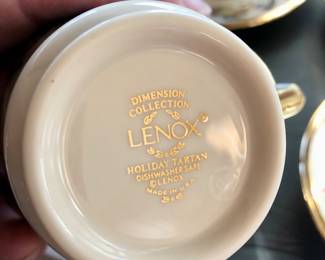 DIMENSION
COLLECTION
LENOX®
HOLIDAY TARTAN
DISHWASHER SAFE
© LENOX
MADE IN U.S.A.